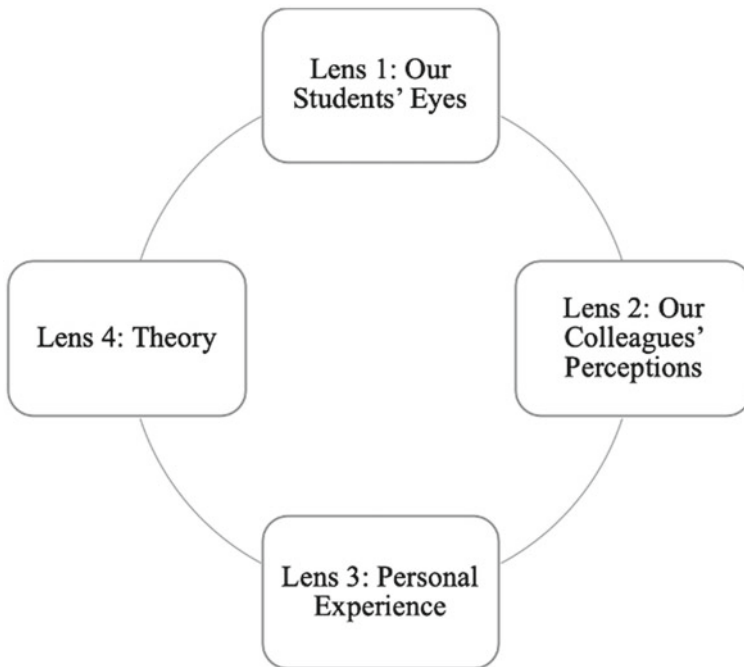 Lens 1: Our
Students’ Eyes
Lens 2: Our
Colleagues’
Perceptions
Lens 3: Personal
Experience
Lens 4: Theory